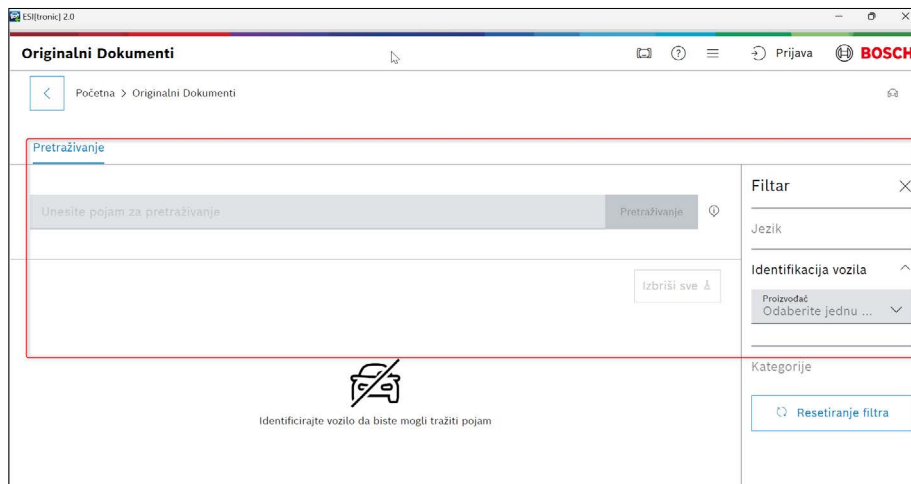 ESI[tronic] 2.0
Originalni Dokumenti
Prijava
BOSCH
Početna > Originalni Dokumenti
Pretraživanje
Unesite pojam za pretraživanje
Pretraživanje
Izbriši sve
Identificirajte vozilo da biste mogli tražiti pojam
Filtar
Jezik
Identifikacija vozila
Proizvođač
Odaberite jednu ...
Kategorije
Resetiranje filtra